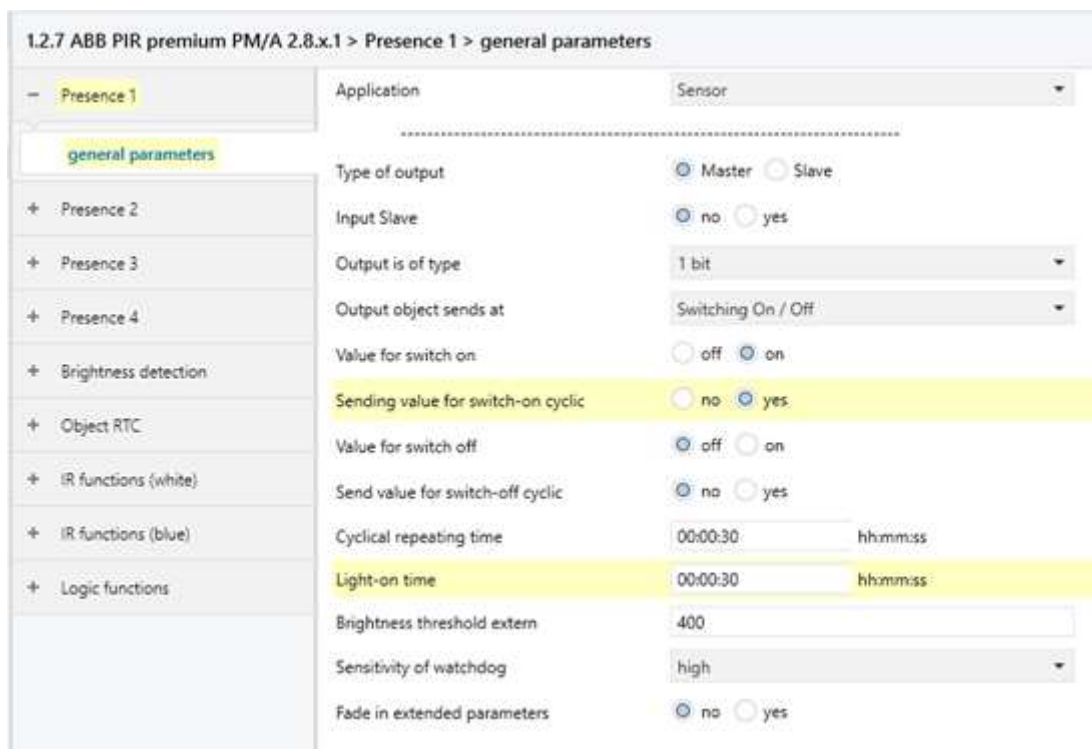 1.2.7 ABB PIR premium PM/A 2.8.x.1 > Presence 1 > general parameters
− Presence 1
general parameters
+ Presence 2
+ Presence 3
+ Presence 4
+ Brightness detection
+ Object RTC
+ IR functions (white)
+ IR functions (blue)
+ Logic functions
Application Sensor
Type of output Master Slave
Input Slave no yes
Output is of type 1 bit
Output object sends at Switching On / Off
Value for switch on off on
Sending value for switch-on cyclic no yes
Value for switch off off on
Send value for switch-off cyclic no yes
Cyclical repeating time 00:00:30 hh:mm:ss
Light-on time 00:00:30 hh:mm:ss
Brightness threshold extern 400
Sensitivity of watchdog high
Fade in extended parameters no yes